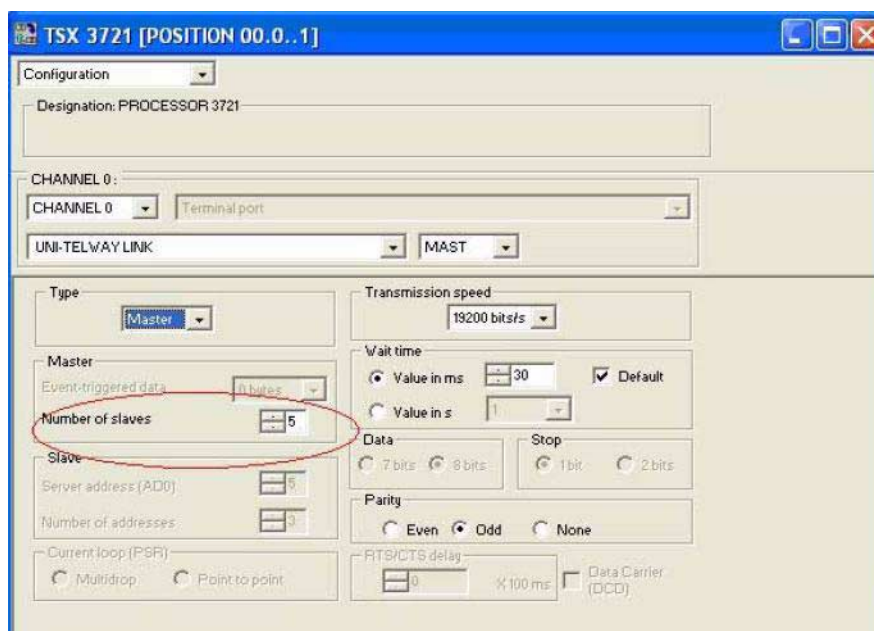 TSX 3721 [POSITION 00.0..1]
Configuration
Designation: PROCESSOR 3721
CHANNEL 0 :
CHANNEL 0 Terminal port
UNI-TELWAY LINK MAST
Type
Master
Transmission speed
19200 bits/s
Master
Event-triggered data 0 bytes
Number of slaves 5
Wait time
Value in ms 30 Default
Value in s 1
Slave
Server address (AD0) 5
Number of addresses 3
Data
7 bits 8 bits
Stop
1 bit 2 bits
Parity
Even Odd None
Current loop (PSR)
Multidrop Point to point
RTS/CTS delay
0 X 100 ms
Data Carrier
(DCD)